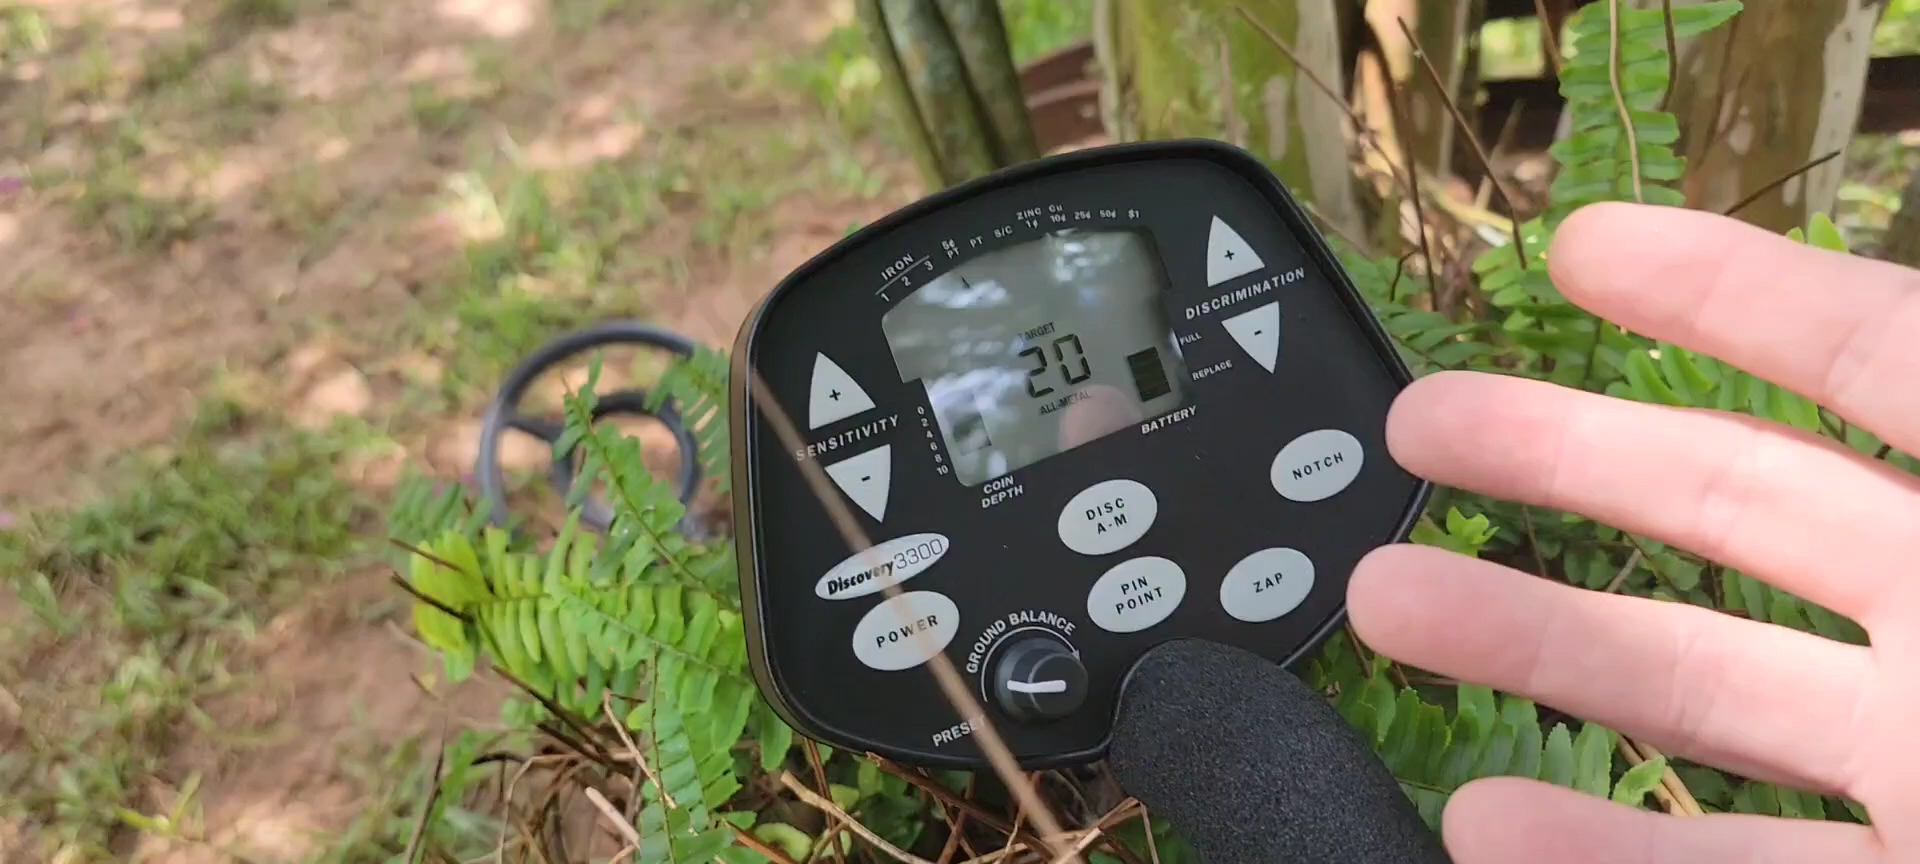 IRON
1 2 3 5¢ PT PT S/C ZINC 1¢ Cu 10¢ 25¢ 50¢ $1
+
DISCRIMINATION
-
TARGET
20
ALL-METAL
FULL
REPLACE
BATTERY
+
SENSITIVITY
-
0
2
4
6
8
10
COIN
DEPTH
NOTCH
DISC
A-M
Discovery 3300
PIN
POINT
ZAP
POWER
GROUND BALANCE
PRESET